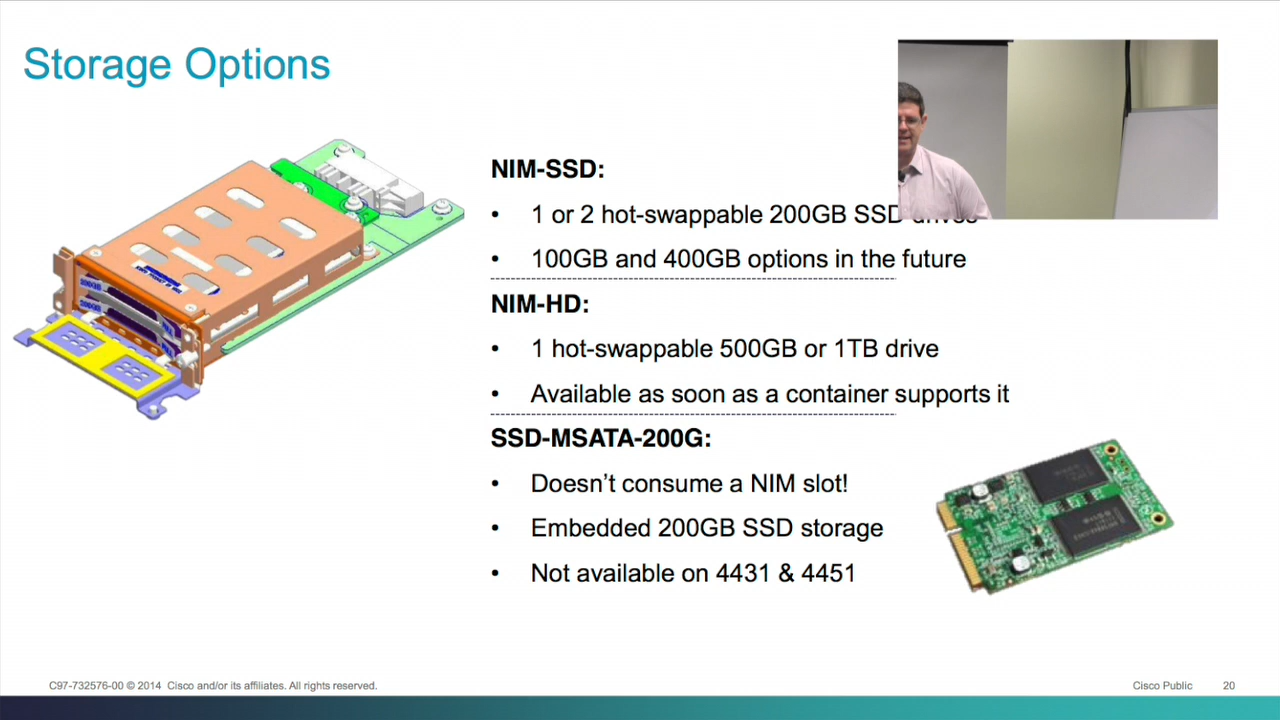 Storage Options
NIM-SSD:
• 1 or 2 hot-swappable 200GB SSD drives
• 100GB and 400GB options in the future
NIM-HD:
• 1 hot-swappable 500GB or 1TB drive
• Available as soon as a container supports it
SSD-MSATA-200G:
• Doesn’t consume a NIM slot!
• Embedded 200GB SSD storage
• Not available on 4431 & 4451
200GB
200GB
C97-732576-00 © 2014 Cisco and/or its affiliates. All rights reserved.
Cisco Public 20